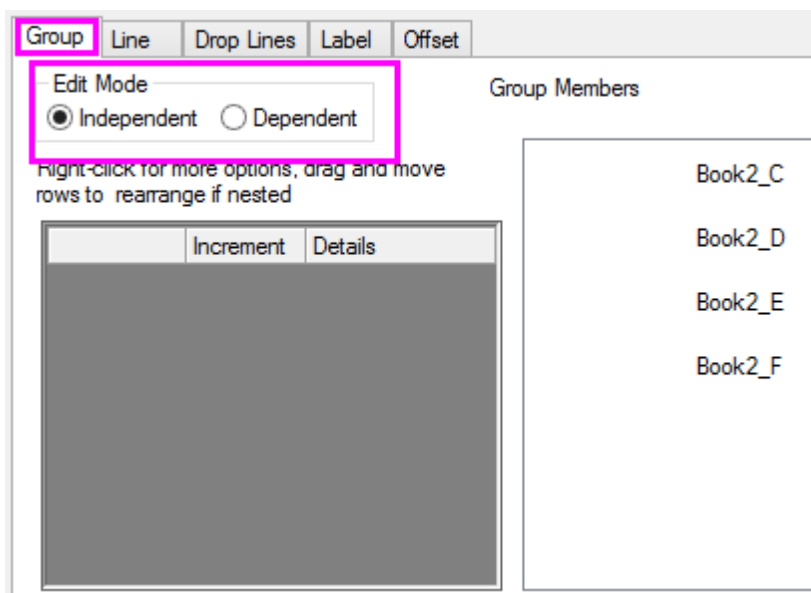 Group Line Drop Lines Label Offset
Edit Mode
Independent Dependent
Right-click for more options, drag and move
rows to rearrange if nested
Increment Details
Group Members
Book2_C
Book2_D
Book2_E
Book2_F